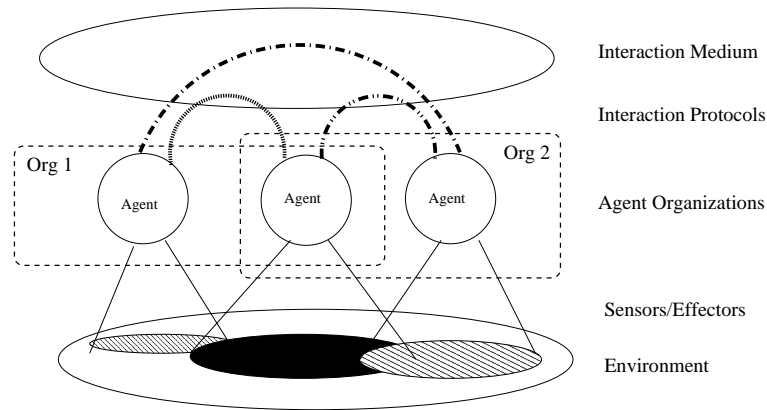 Interaction Medium
Interaction Protocols
Org 1
Org 2
Agent
Agent
Agent
Agent Organizations
Sensors/Effectors
Environment